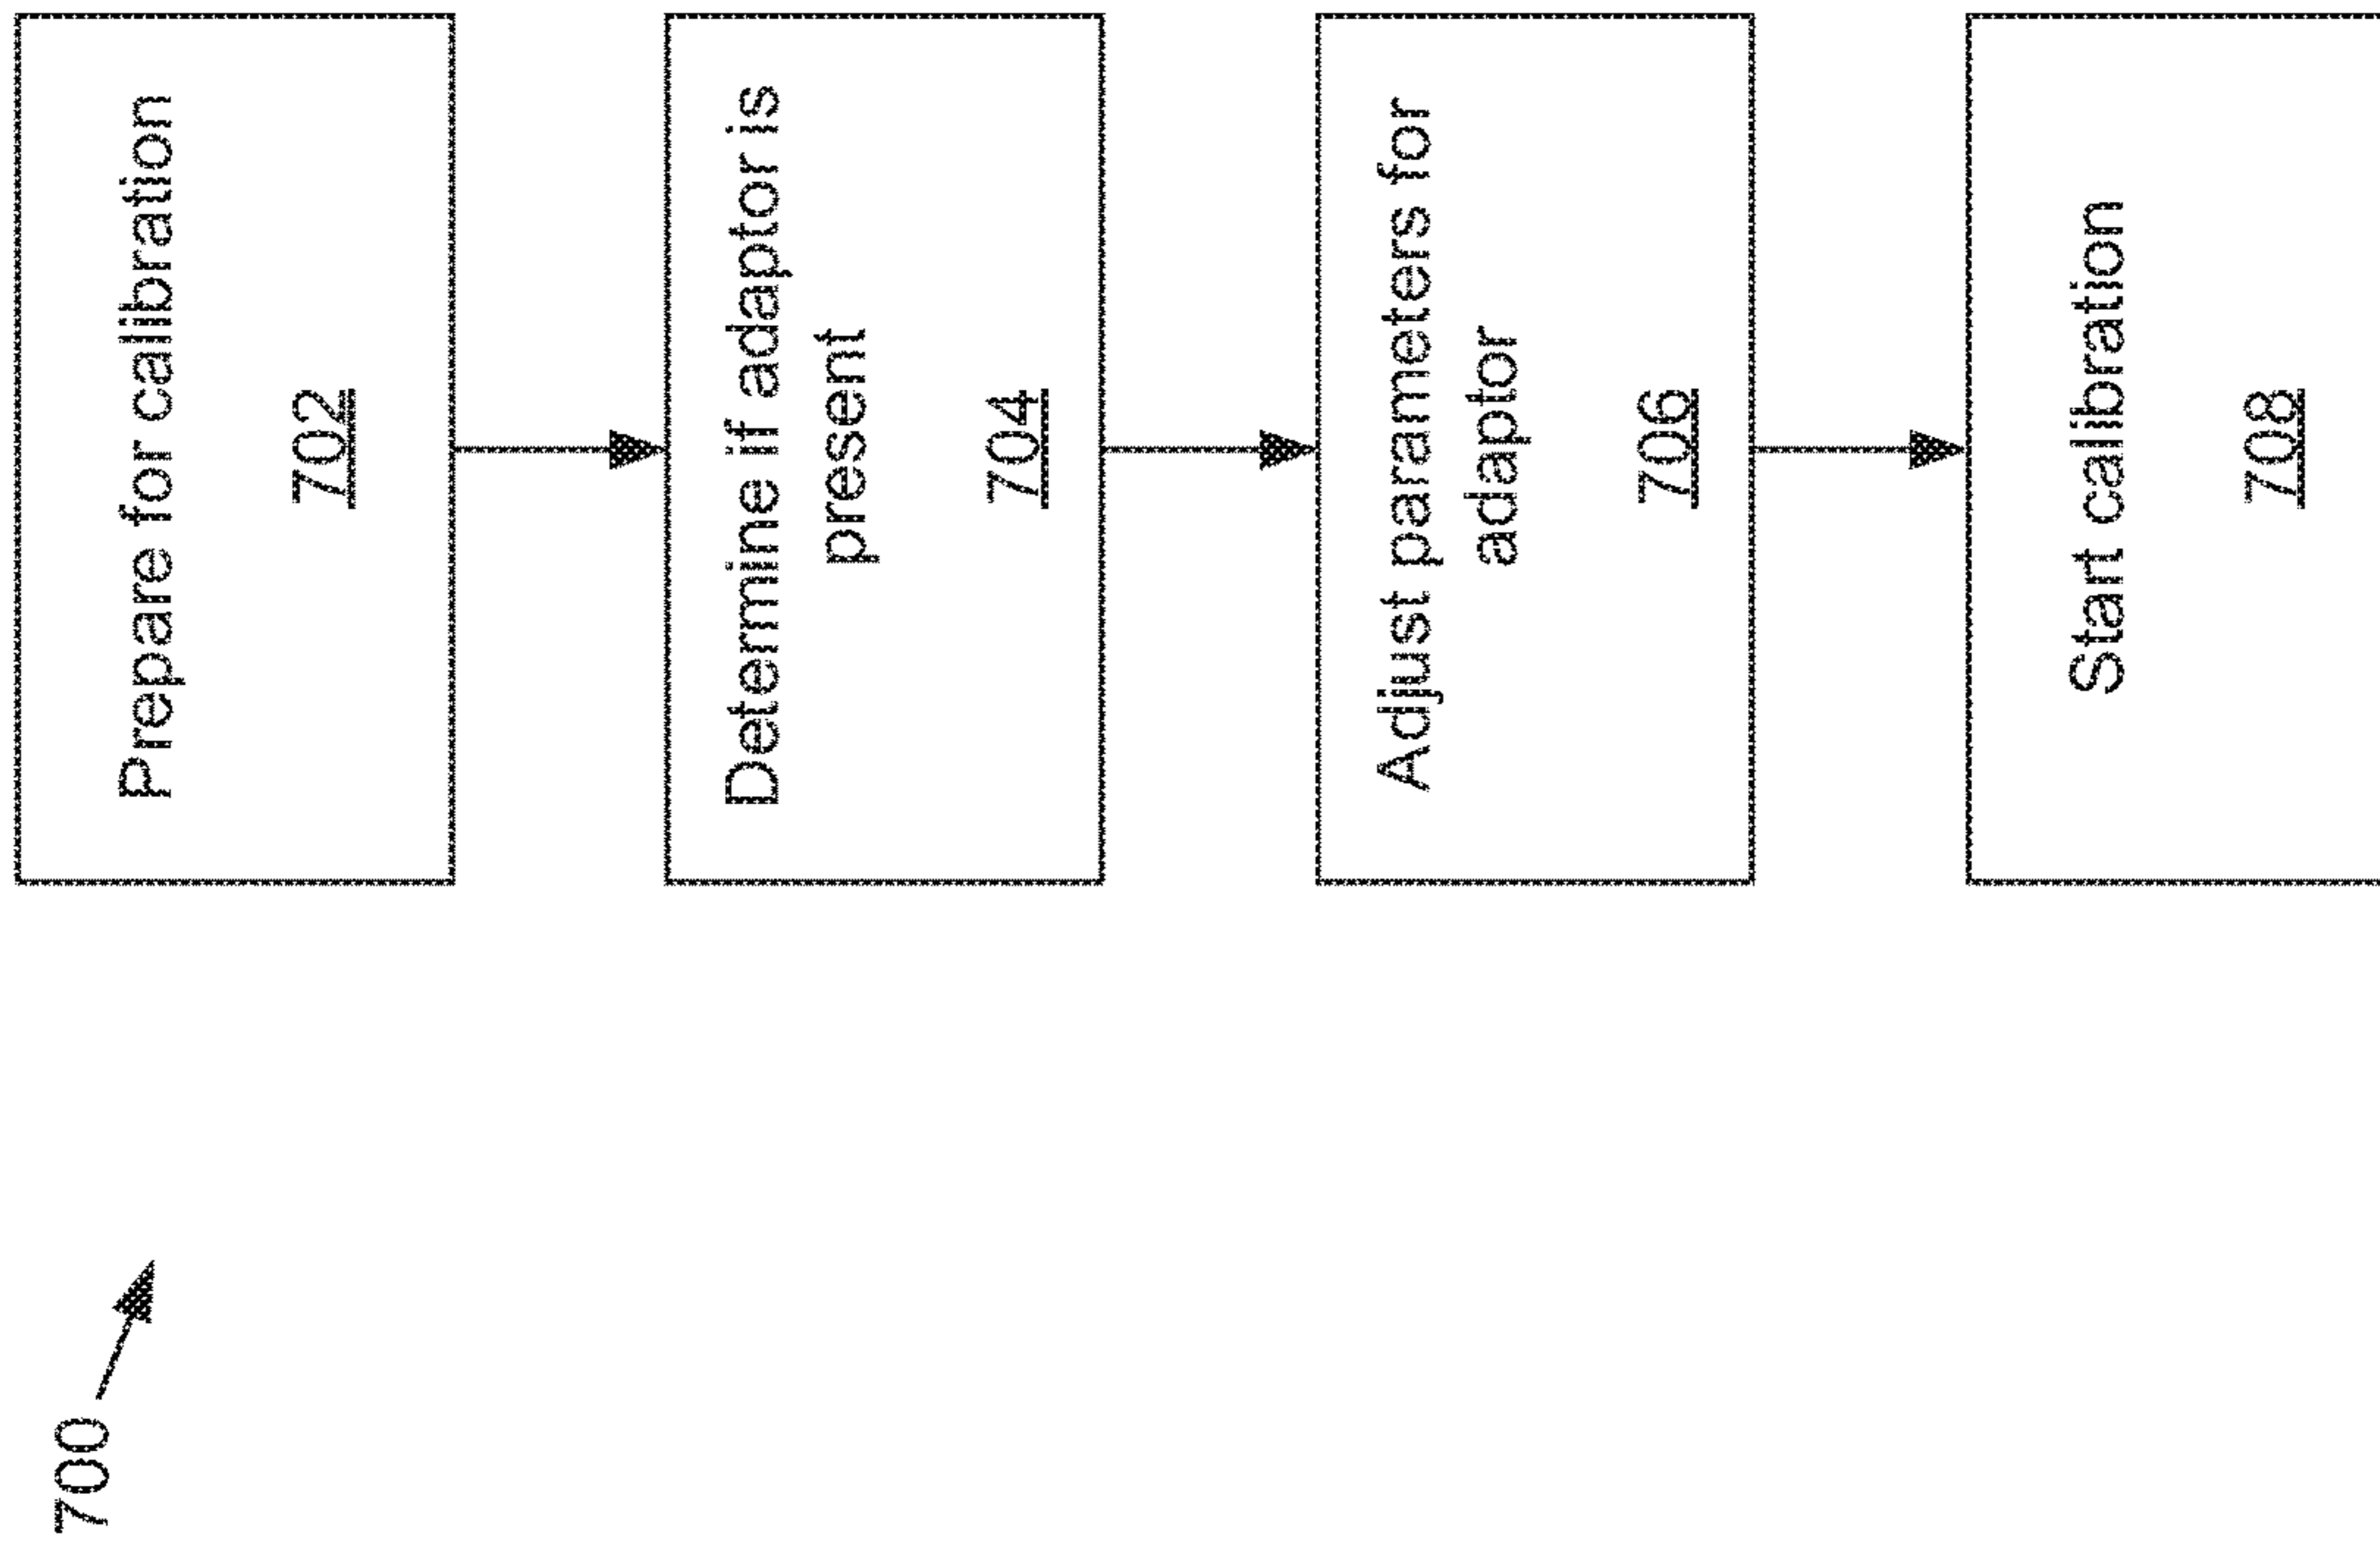 700
Prepare for calibration
702
Determine if adaptor is
present
704
Adjust parameters for
adaptor
706
Start calibration
708